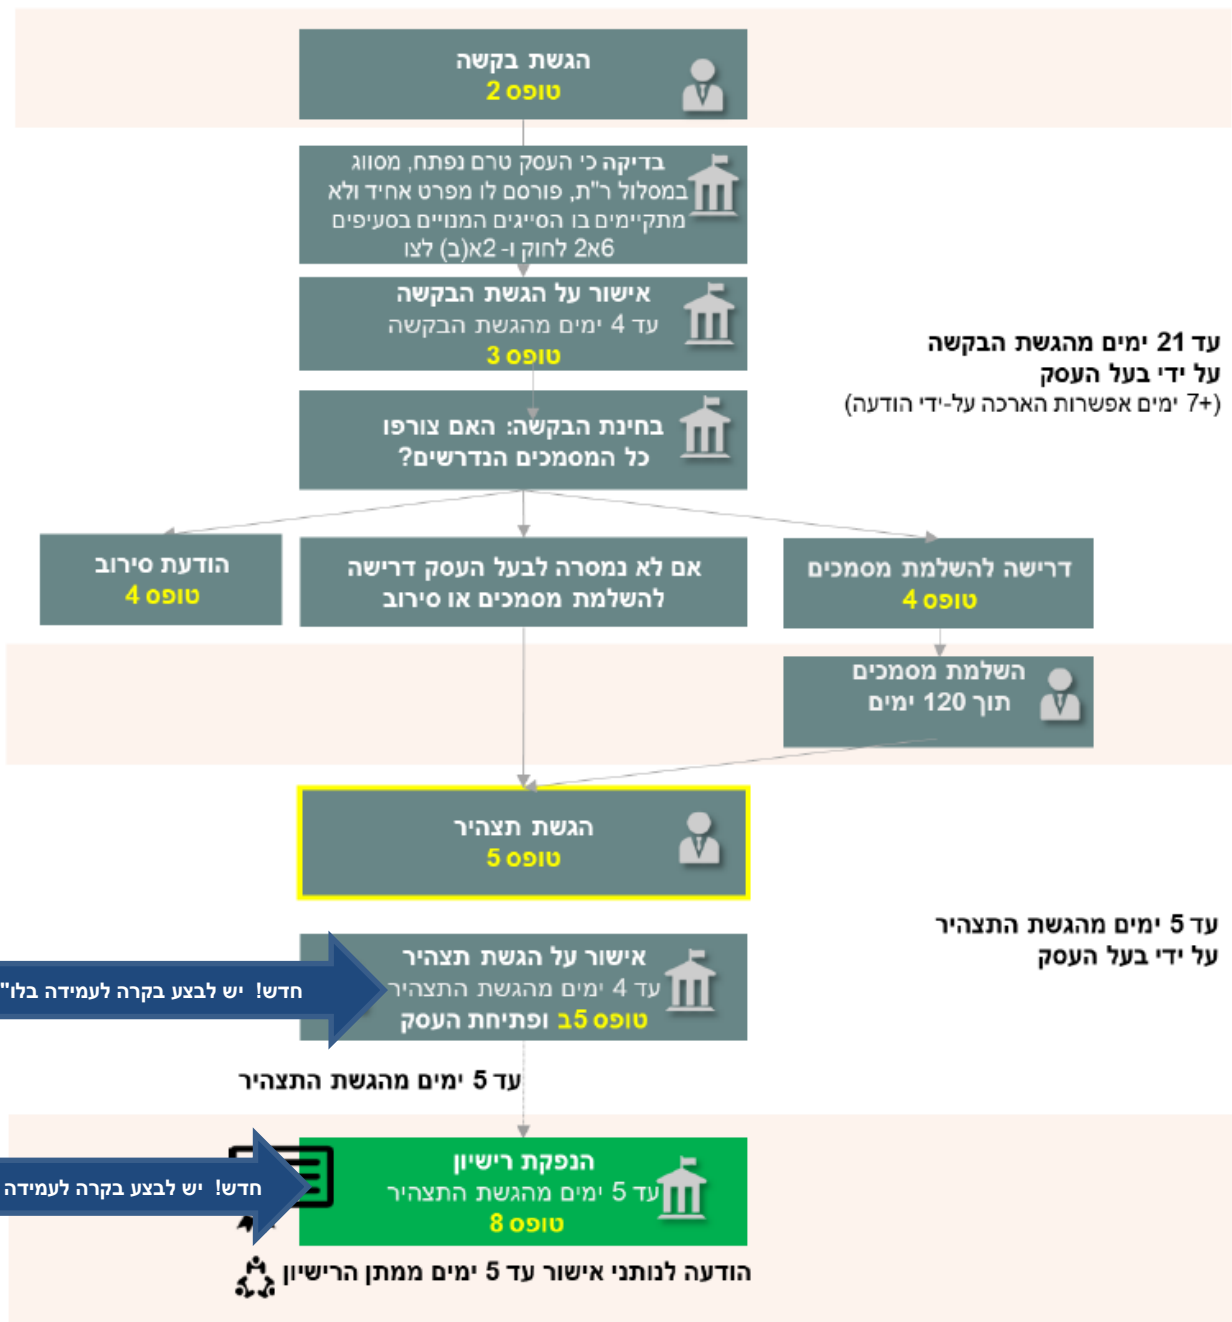 הגשת בקשה
טופס 2
בדיקה כי העסק טרם נפתח, מסווג
במסלול ר"ת, פורסם לו מפרט אחיד ולא
מתקיימים בו הסייגים המנויים בסעיפים
6א2 לחוק ו- 2א(ב) לצו
אישור על הגשת הבקשה
עד 4 ימים מהגשת הבקשה
טופס 3
עד 21 ימים מהגשת הבקשה
על ידי בעל העסק
(+7 ימים אפשרות הארכה על-ידי הודעה)
בחינת הבקשה: האם צורפו
כל המסמכים הנדרשים?
דרישה להשלמת מסמכים
טופס 4
אם לא נמסרה לבעל העסק דרישה
להשלמת מסמכים או סירוב
הודעת סירוב
טופס 4
השלמת מסמכים
תוך 120 ימים
הגשת תצהיר
טופס 5
עד 5 ימים מהגשת התצהיר
על ידי בעל העסק
אישור על הגשת תצהיר
עד 4 ימים מהגשת התצהיר
טופס 5ב ופתיחת העסק
חדש! יש לבצע בקרה לעמידה בלו"
עד 5 ימים מהגשת התצהיר
הנפקת רישיון
עד 5 ימים מהגשת התצהיר
טופס 8
חדש! יש לבצע בקרה לעמידה
הודעה לנותני אישור עד 5 ימים ממתן הרישיון